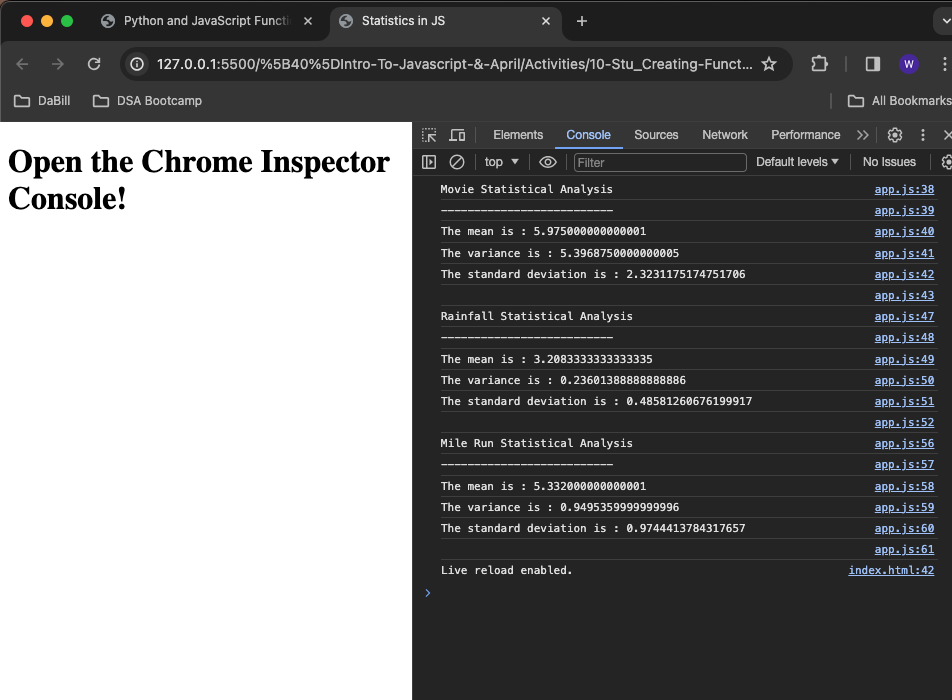 Python and JavaScript Functi
Statistics in JS
127.0.0.1:5500/%5B40%5DIntro-To-Javascript-&-April/Activities/10-Stu_Creating-Funct...
W
DaBill
DSA Bootcamp
All Bookmarks
Open the Chrome Inspector
Console!
Elements Console Sources Network Performance
top Filter Default levels No Issues
Movie Statistical Analysis app.js:38
--------------------------- app.js:39
The mean is : 5.975000000000001 app.js:40
The variance is : 5.3968750000000005 app.js:41
The standard deviation is : 2.3231175174751706 app.js:42
app.js:43
Rainfall Statistical Analysis app.js:47
--------------------------- app.js:48
The mean is : 3.2083333333333335 app.js:49
The variance is : 0.23601388888888886 app.js:50
The standard deviation is : 0.48581260676199917 app.js:51
app.js:52
Mile Run Statistical Analysis app.js:56
--------------------------- app.js:57
The mean is : 5.332000000000001 app.js:58
The variance is : 0.9495359999999996 app.js:59
The standard deviation is : 0.9744413784317657 app.js:60
app.js:61
Live reload enabled. index.html:42